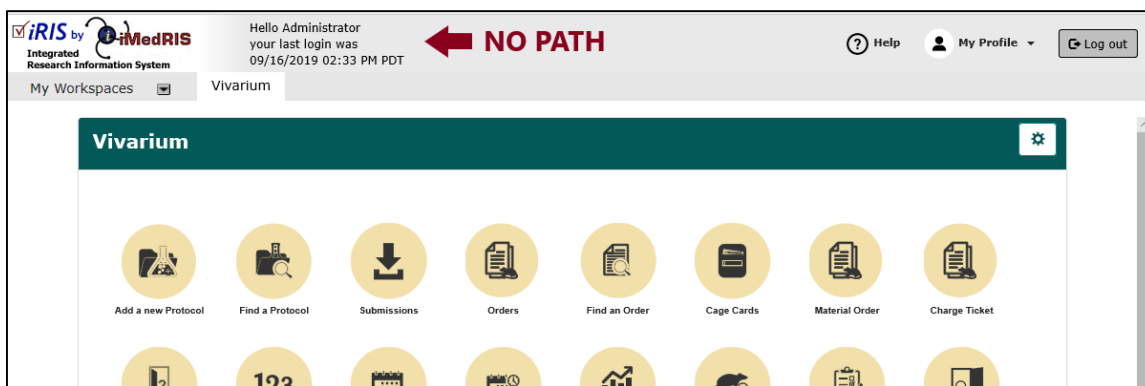 iRIS by iMedRIS
Integrated
Research Information System
Hello Administrator
your last login was
09/16/2019 02:33 PM PDT
NO PATH
? Help
My Profile
Log out
My Workspaces
Vivarium
Vivarium
Add a new Protocol
Find a Protocol
Submissions
Orders
Find an Order
Cage Cards
Material Order
Charge Ticket
?
123